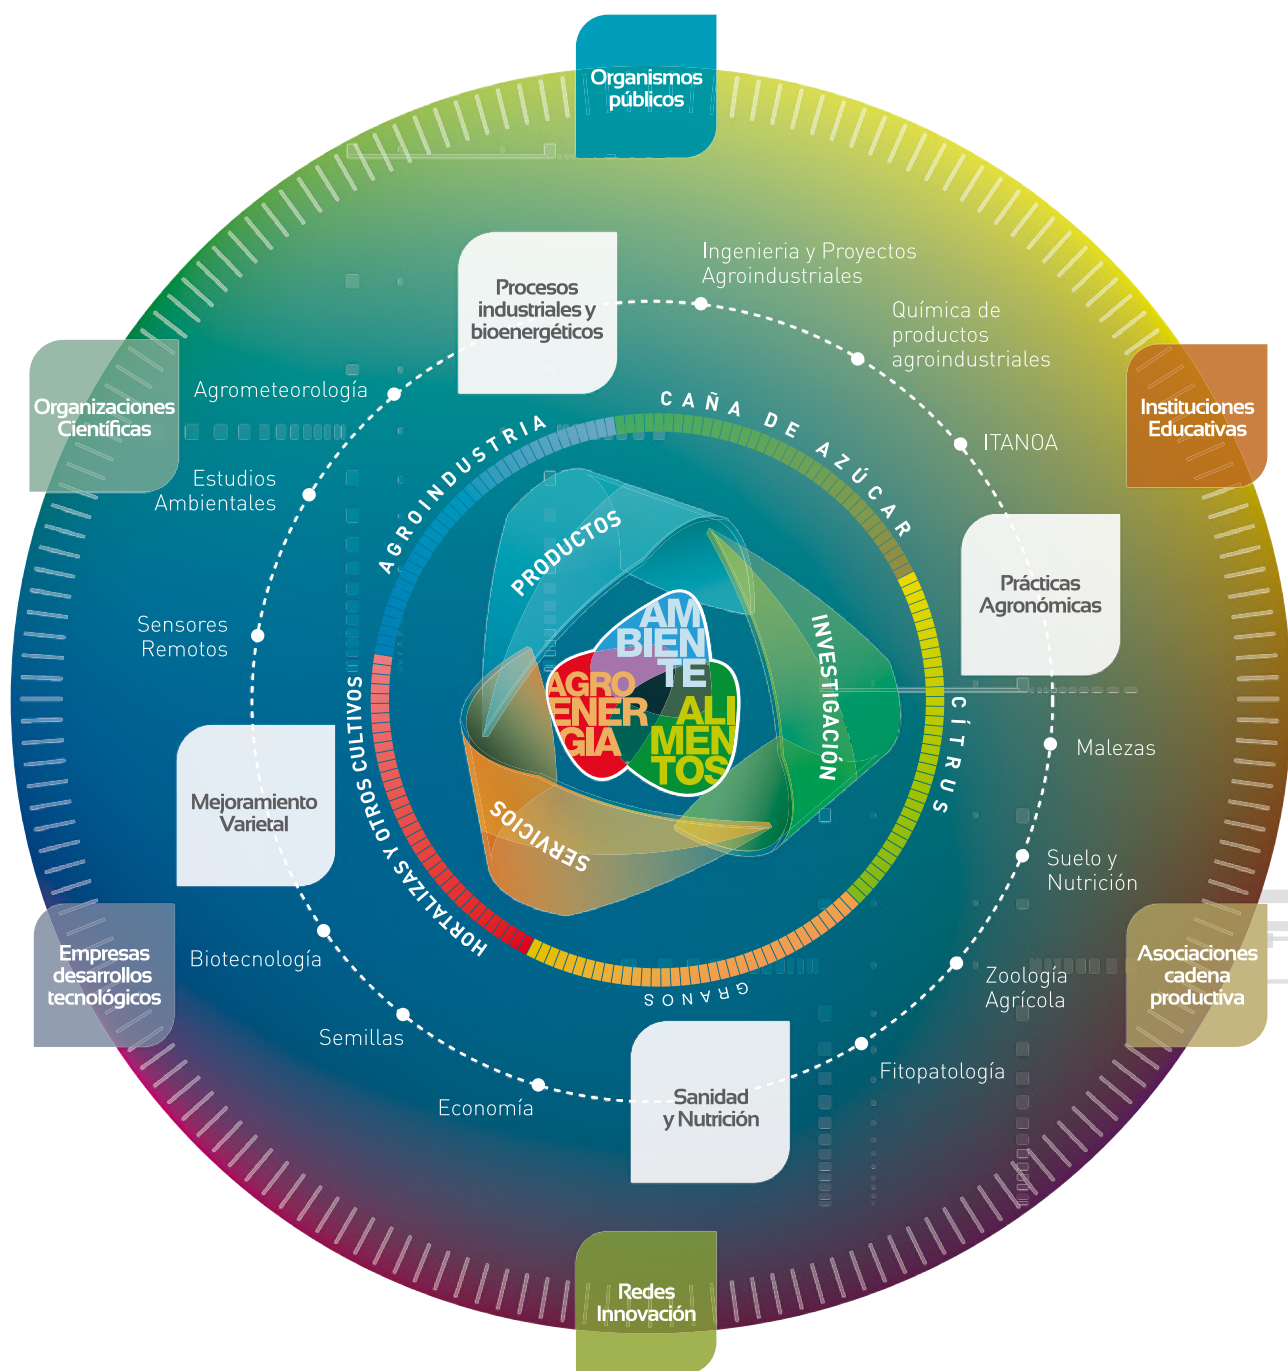 Organismos
públicos
Ingenieria y Proyectos
Agroindustriales
Procesos
industriales y
bioenergéticos
Química de
productos
agroindustriales
Agrometeorología
Organizaciones
Científicas
Instituciones
Educativas
CAÑA DE AZÚCAR
AGROINDUSTRIA
ITANOA
Estudios
Ambientales
PRODUCTOS
Prácticas
Agronómicas
Sensores
Remotos
AM
BIEN
TE
INVESTIGACIÓN
AGRO
ENER
GIA
ALI
MEN
TOS
CÍTRUS
HORTALIZAS Y OTROS CULTIVOS
Malezas
Mejoramiento
Varietal
SERVICIOS
Suelo y
Nutrición
Empresas
desarrollos
tecnológicos
Biotecnología
Asociaciones
cadena
productiva
Zoología
Agrícola
GRANOS
Semillas
Fitopatología
Economía
Sanidad
y Nutrición
Redes
Innovación